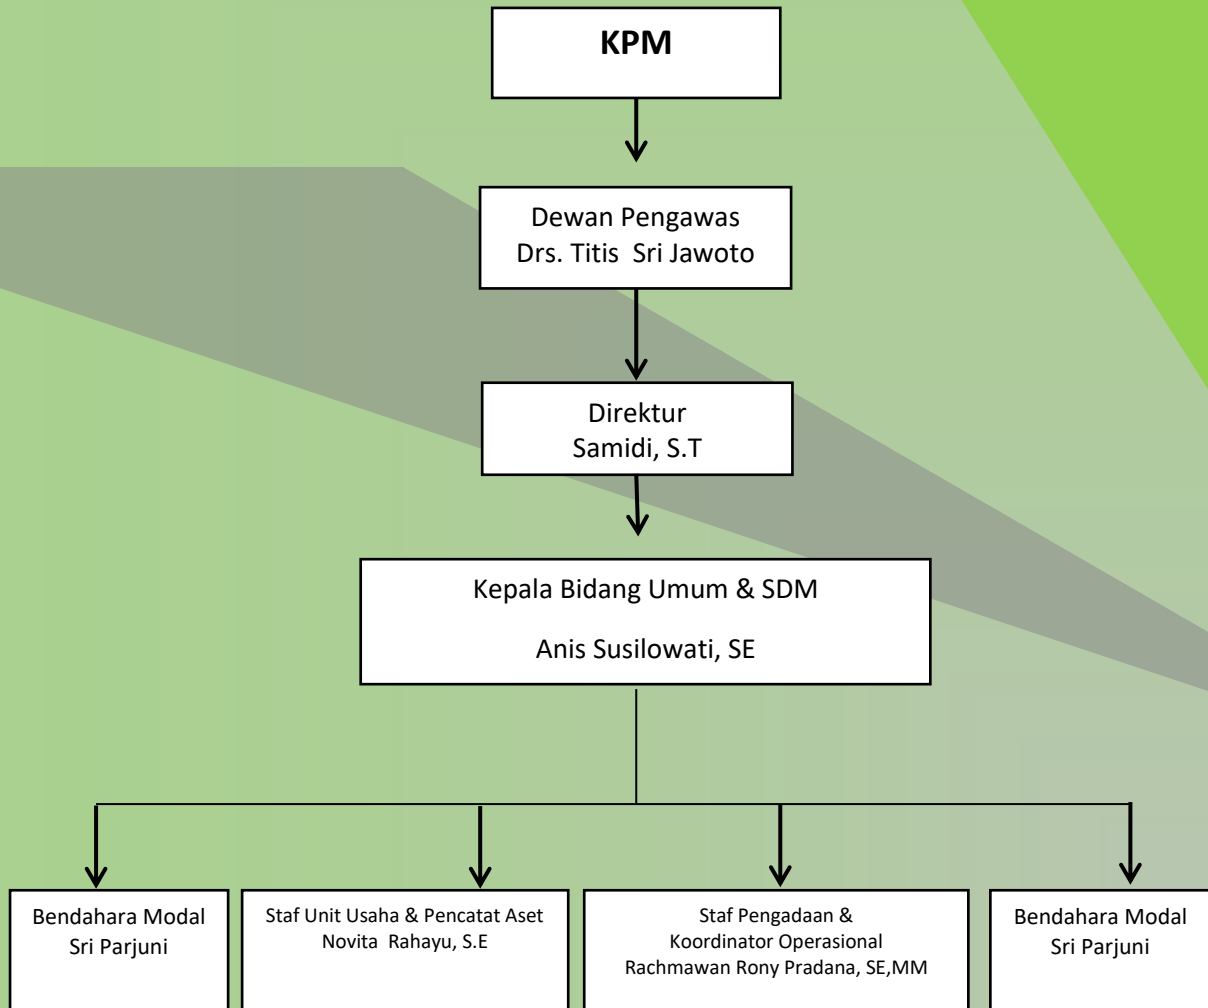 KPM
Dewan Pengawas
Drs. Titis Sri Jawoto
Direktur
Samidi, S.T
Kepala Bidang Umum & SDM
Anis Susilowati, SE
Bendahara Modal
Sri Parjuni
Staf Unit Usaha & Pencatat Aset
Novita Rahayu, S.E
Staf Pengadaan &
Koordinator Operasional
Rachmawan Rony Pradana, SE,MM
Bendahara Modal
Sri Parjuni